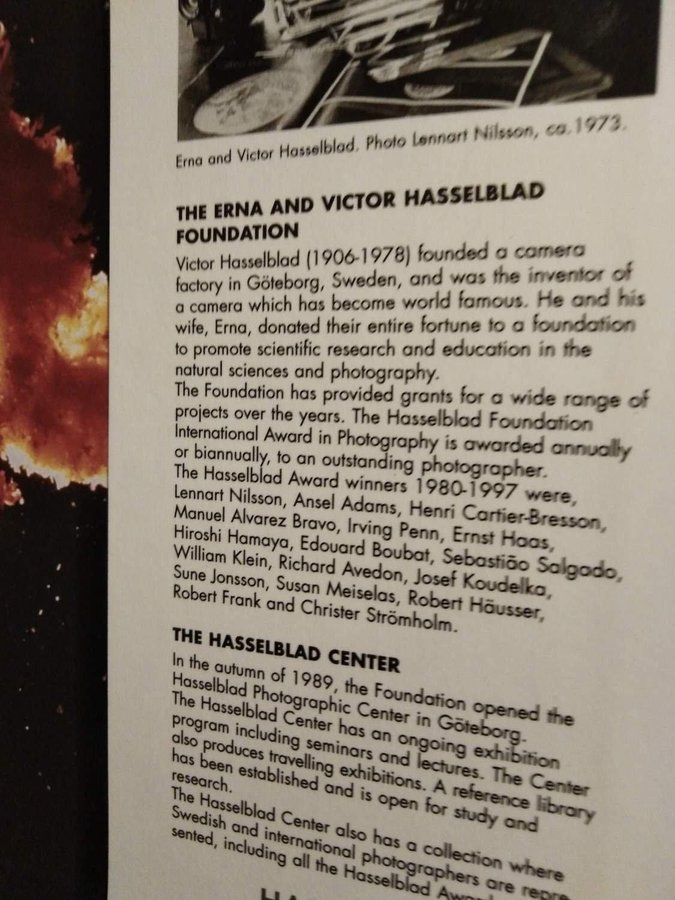 Erna and Victor Hasselblad. Photo Lennart Nilsson, ca.1973.
THE ERNA AND VICTOR HASSELBLAD
FOUNDATION
Victor Hasselblad (1906-1978) founded a camera
factory in Göteborg, Sweden, and was the inventor of
a camera which has become world famous. He and his
wife, Erna, donated their entire fortune to a foundation
to promote scientific research and education in the
natural sciences and photography.
The Foundation has provided grants for a wide range of
projects over the years. The Hasselblad Foundation
International Award in Photography is awarded annually
or biannually, to an outstanding photographer.
The Hasselblad Award winners 1980-1997 were,
Lennart Nilsson, Ansel Adams, Henri Cartier-Bresson,
Manuel Alvarez Bravo, Irving Penn, Ernst Haas,
Hiroshi Hamaya, Edouard Boubat, Sebastião Salgado,
William Klein, Richard Avedon, Josef Koudelka,
Sune Jonsson, Susan Meiselas, Robert Häusser,
Robert Frank and Christer Strömholm.
THE HASSELBLAD CENTER
In the autumn of 1989, the Foundation opened the
Hasselblad Photographic Center in Göteborg.
The Hasselblad Center has an ongoing exhibition
program including seminars and lectures. The Center
also produces travelling exhibitions. A reference library
has been established and is open for study and
research.
The Hasselblad Center also has a collection where
Swedish and international photographers are repre-
sented, including all the Hasselblad